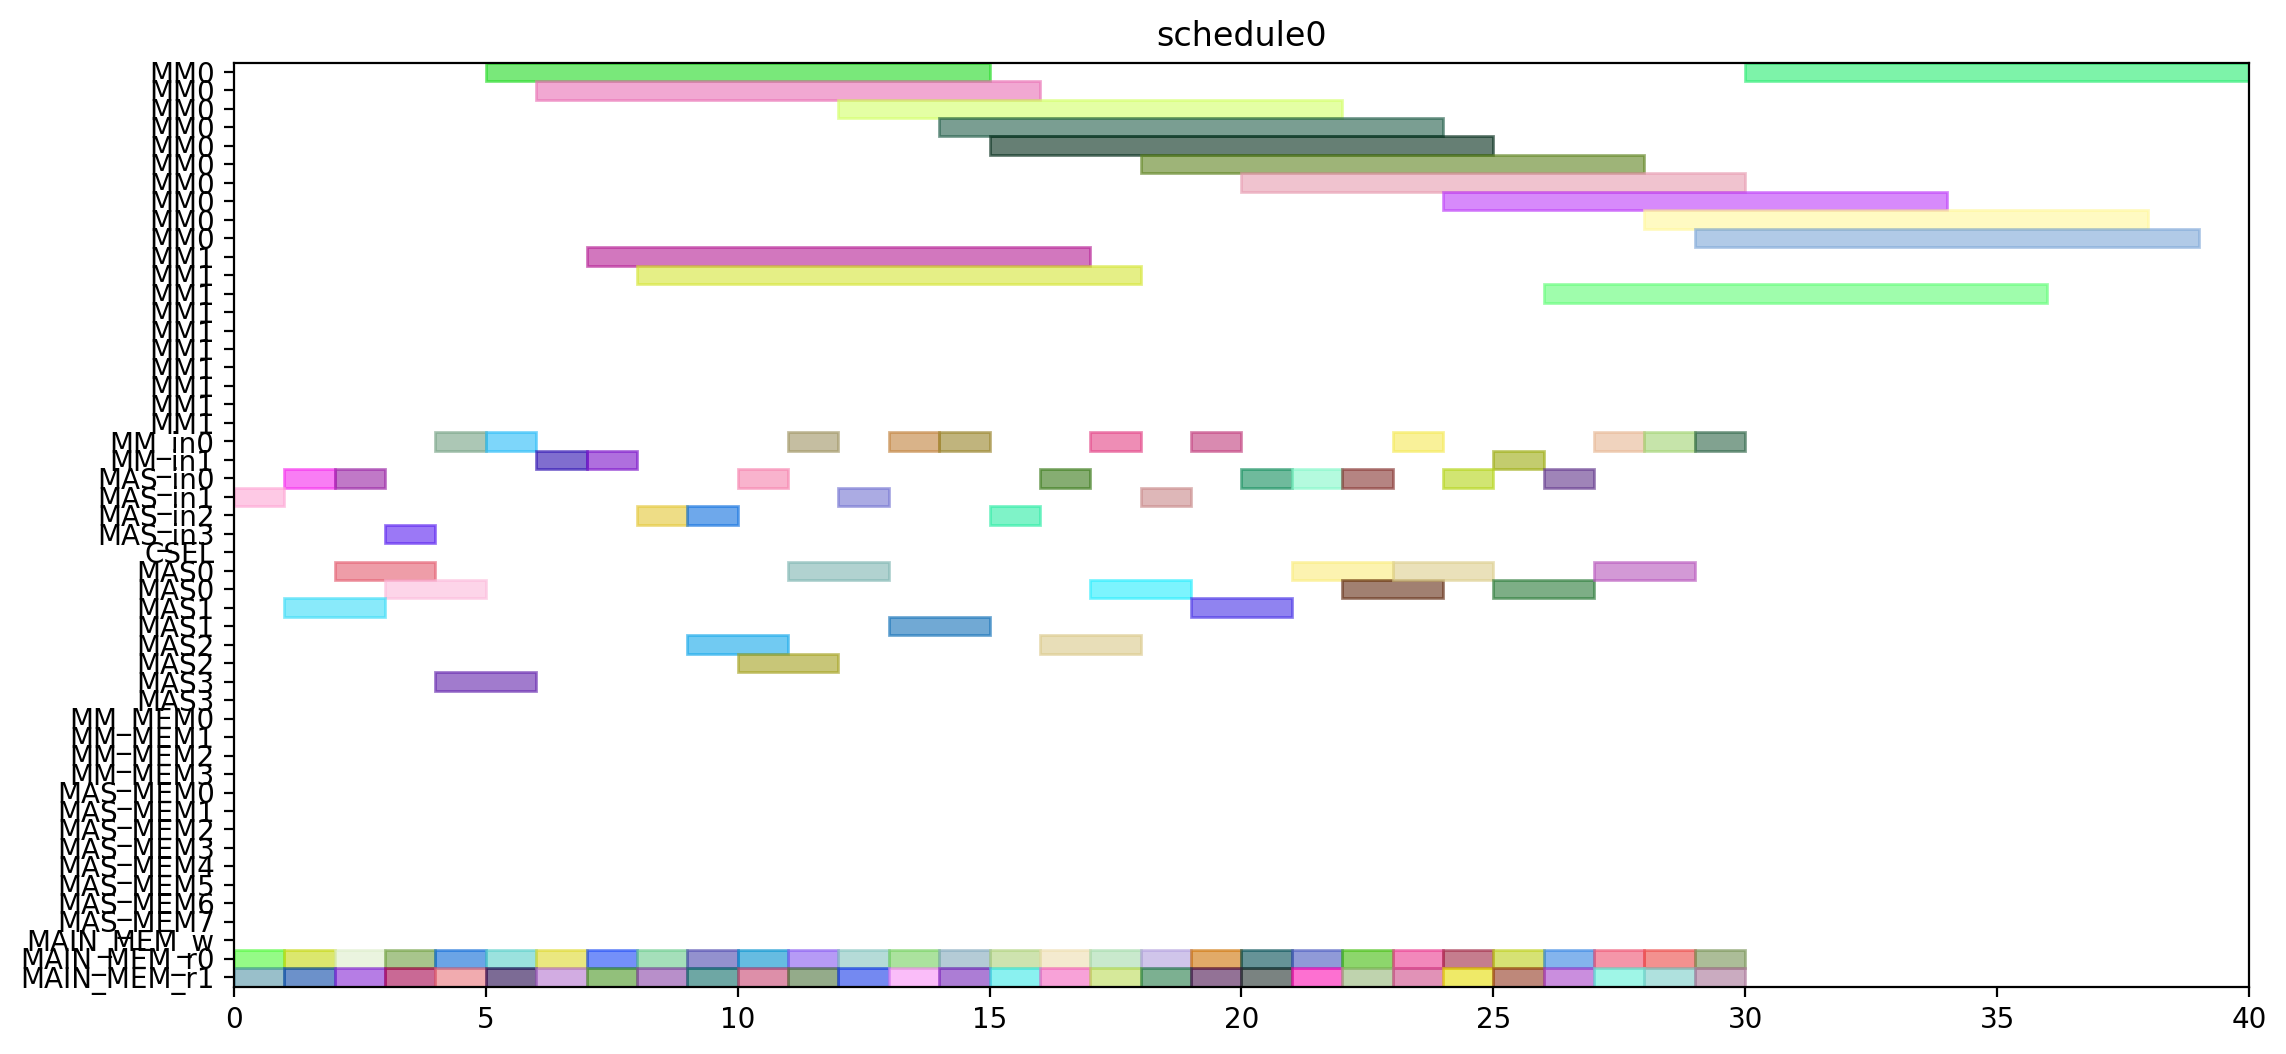 schedule0
MM0
MM0
MM0
MM0
MM0
MM0
MM0
MM0
MM0
MM0
MM1
MM1
MM1
MM1
MM1
MM1
MM1
MM1
MM1
MM1
MM_in0
MM_in1
MAS_in0
MAS_in1
MAS_in2
MAS_in3
CSEL
MAS0
MAS0
MAS1
MAS1
MAS2
MAS2
MAS3
MAS3
MM_MEM0
MM_MEM1
MM_MEM2
MM_MEM3
MAS_MEM0
MAS_MEM1
MAS_MEM2
MAS_MEM3
MAS_MEM4
MAS_MEM5
MAS_MEM6
MAS_MEM7
MAIN_MEM_w
MAIN_MEM_r0
MAIN_MEM_r1
0 5 10 15 20 25 30 35 40